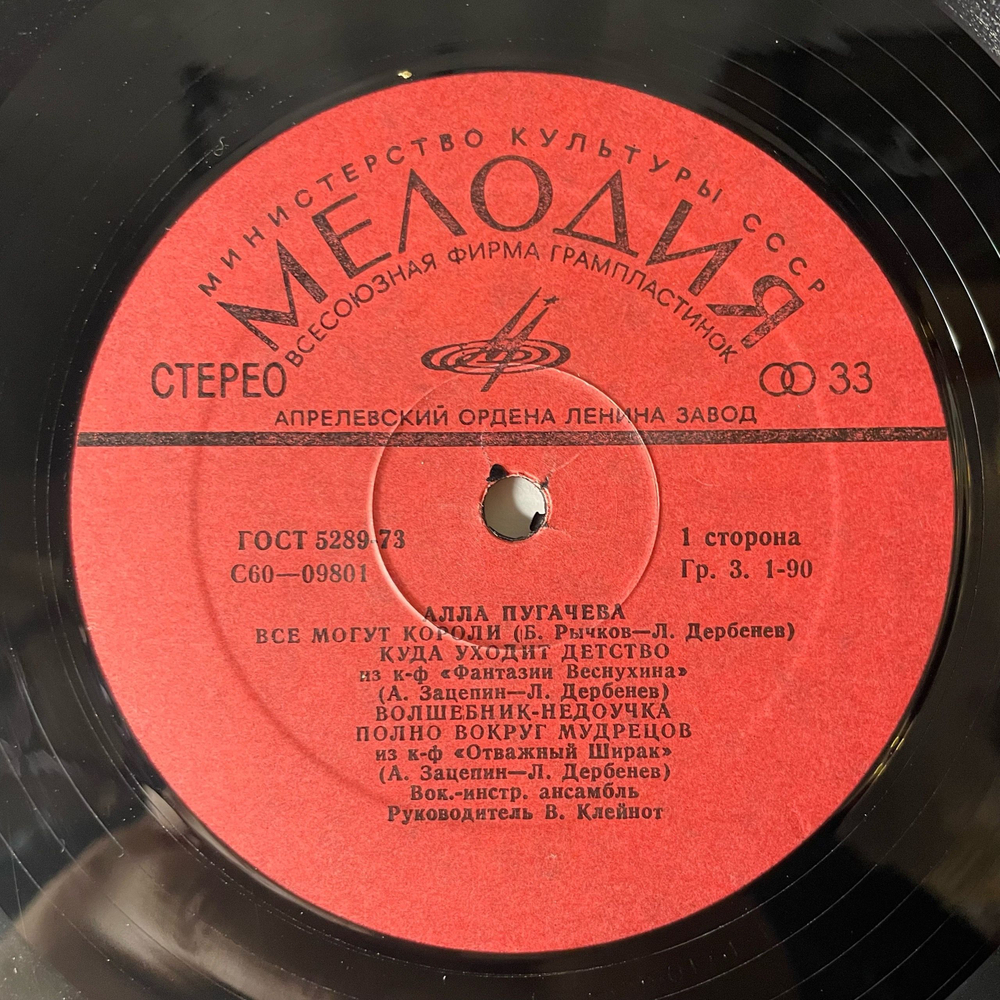 МИНИСТЕРСТВО КУЛЬТУРЫ СССР
МЕЛОДИЯ
ВСЕСОЮЗНАЯ ФИРМА ГРАМПЛАСТИНОК
СТЕРЕО
33
АПРЕЛЕВСКИЙ ОРДЕНА ЛЕНИНА ЗАВОД
ГОСТ 5289-73
1 сторона
С60—09801
Гр. 3. 1-90
АЛЛА ПУГАЧЕВА
ВСЕ МОГУТ КОРОЛИ (Б. Рычков—Л. Дербенев)
КУДА УХОДИТ ДЕТСТВО
из к-ф «Фантазии Веснухина»
(А. Зацепин—Л. Дербенев)
ВОЛШЕБНИК-НЕДОУЧКА
ПОЛНО ВОКРУГ МУДРЕЦОВ
из к-ф «Отважный Ширак»
(А. Зацепин—Л. Дербенев)
Вок.-инстр. ансамбль
Руководитель В. Клейнот